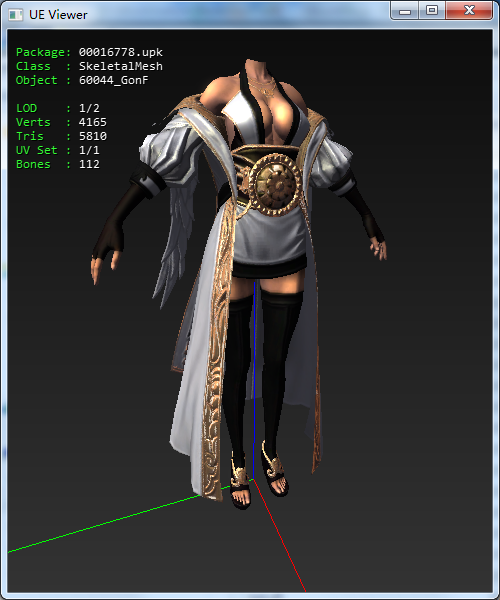 UE Viewer
Package: 00016778.upk
Class  : SkeletalMesh
Object : 60044_GonF
LOD    : 1/2
Verts  : 4165
Tris   : 5810
UV Set : 1/1
Bones  : 112